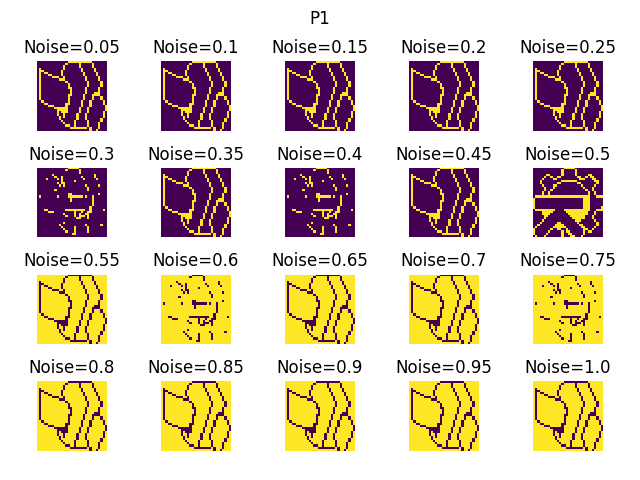 P1
Noise=0.05 Noise=0.1 Noise=0.15 Noise=0.2 Noise=0.25
Noise=0.3 Noise=0.35 Noise=0.4 Noise=0.45 Noise=0.5
Noise=0.55 Noise=0.6 Noise=0.65 Noise=0.7 Noise=0.75
Noise=0.8 Noise=0.85 Noise=0.9 Noise=0.95 Noise=1.0